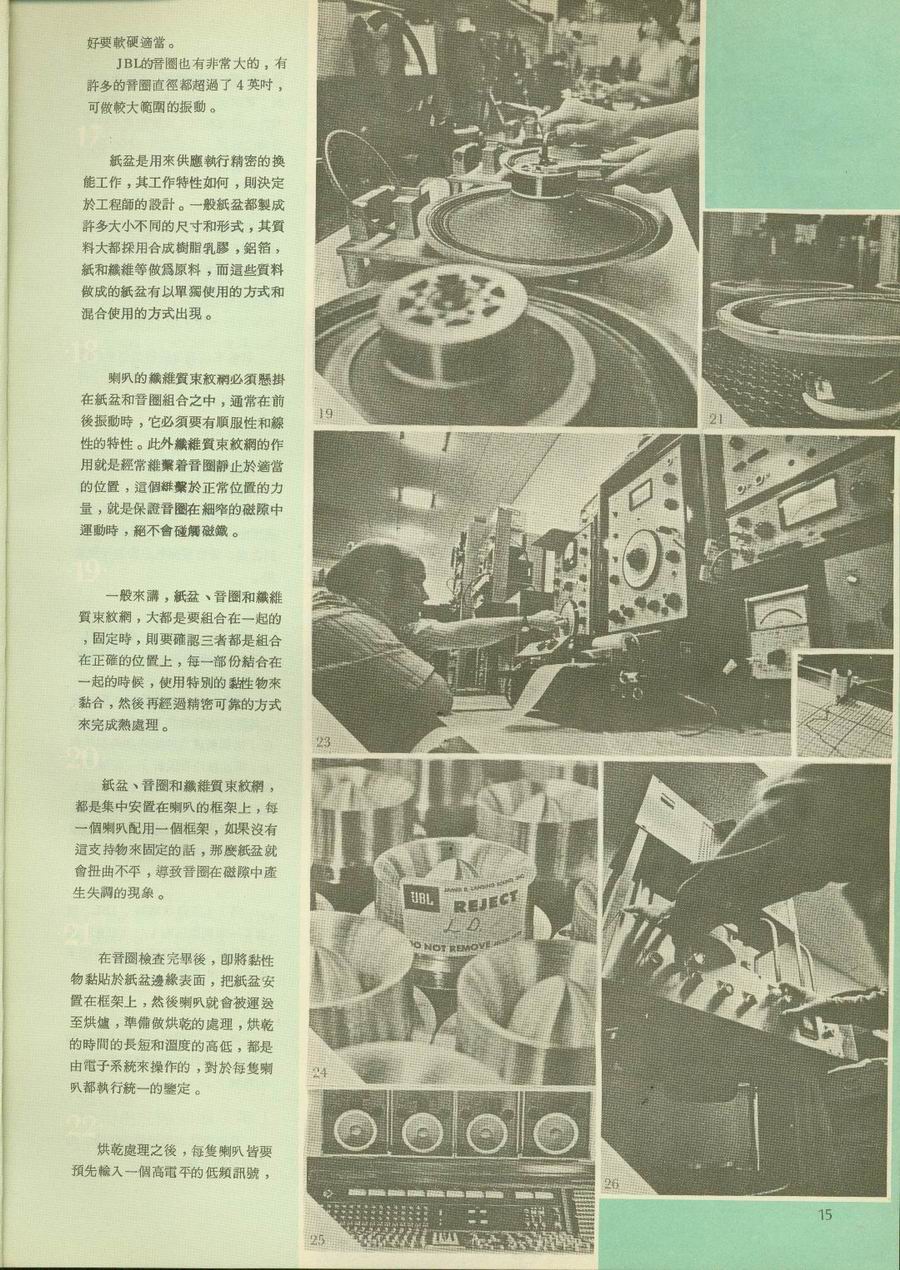 好要軟硬適當。
JBL的音圈也有非常大的，有
許多的音圈直徑都超過了4英吋，
可做較大範圍的振動。
17
紙盆是用來供應執行精密的換
能工作，其工作特性如何，則決定
於工程師的設計。一般紙盆都製成
許多大小不同的尺寸和形式，其質
料大都採用合成樹脂乳膠，鋁箔，
紙和纖維等做爲原料，而這些質料
做成的紙盆有以單獨使用的方式和
混合使用的方式出現。
18
喇叭的纖維質束紋網必須懸掛
在紙盆和音圈組合之中，通常在前
後振動時，它必須要有順服性和線
性的特性。此外纖維質束紋網的作
用就是經常維繫着音圈靜止於適當
的位置，這個維繫於正常位置的力
量，就是保證音圈在細窄的磁隙中
運動時，絕不會碰觸磁鐵。
19
一般來講，紙盆、音圈和纖維
質束紋網，大都是要組合在一起的
，固定時，則要確認三者都是組合
在正確的位置上，每一部份結合在
一起的時候，使用特別的黏性物來
黏合，然後再經過精密可靠的方式
來完成熱處理。
20
紙盆、音圈和纖維質束紋網，
都是集中安置在喇叭的框架上，每
一個喇叭配用一個框架，如果沒有
這支持物來固定的話，那麼紙盆就
會扭曲不平，導致音圈在磁隙中產
生失調的現象。
21
在音圈檢查完畢後，即將黏性
物黏貼於紙盆邊緣表面，把紙盆安
置在框架上，然後喇叭就會被運送
至烘爐，準備做烘乾的處理，烘乾
的時間的長短和溫度的高低，都是
由電子系統來操作的，對於每隻喇
叭都執行統一的鑒定。
22
烘乾處理之後，每隻喇叭皆要
預先輸入一個高電平的低頻訊號，
19
21
23
JBL
JAMES B. LANSING SOUND, INC.
REJECT
L.D.
DO NOT REMOVE
24
25
26
15